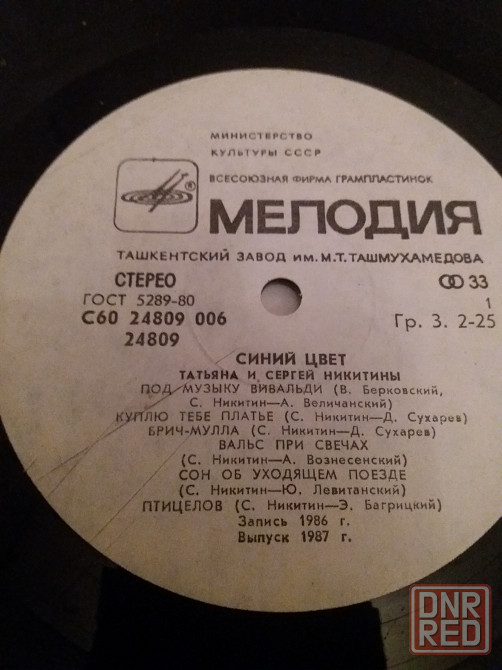 МИНИСТЕРСТВО
КУЛЬТУРЫ СССР
ВСЕСОЮЗНАЯ ФИРМА ГРАМПЛАСТИНОК
®
МЕЛОДИЯ
ТАШКЕНТСКИЙ ЗАВОД ИМ. М.Т. ТАШМУХАМЕДОВА
СТЕРЕО 33
ГОСТ 5289-80 1
С60 24809 006 Гр. 3. 2-25
24809
СИНИЙ ЦВЕТ
ТАТЬЯНА И СЕРГЕЙ НИКИТИНЫ
ПОД МУЗЫКУ ВИВАЛЬДИ (В. Берковский,
С. Никитин—А. Величанский)
КУПЛЮ ТЕБЕ ПЛАТЬЕ (С. Никитин—Д. Сухарев)
БРИЧ-МУЛЛА (С. Никитин—Д. Сухарев)
ВАЛЬС ПРИ СВЕЧАХ
(С. Никитин—А. Вознесенский)
СОН ОБ УХОДЯЩЕМ ПОЕЗДЕ
(С. Никитин—Ю. Левитанский)
ПТИЦЕЛОВ (С. Никитин—Э. Багрицкий)
Запись 1986 г.
Выпуск 1987 г.
DNR
RED